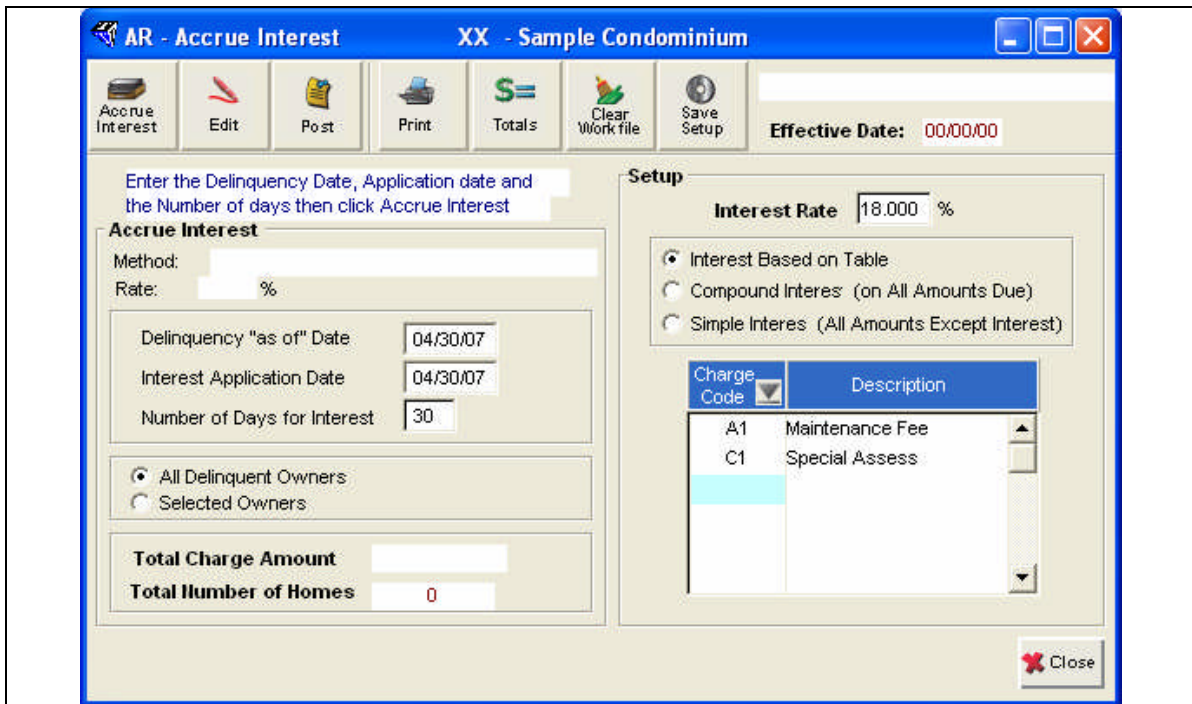 AR - Accrue Interest XX - Sample Condominium
Accrue Interest
Edit
Post
Print
Totals
Clear Work file
Save Setup
Effective Date: 00/00/00
Enter the Delinquency Date, Application date and
the Number of days then click Accrue Interest
Accrue Interest
Method:
Rate: %
Delinquency "as of" Date 04/30/07
Interest Application Date 04/30/07
Number of Days for Interest 30
All Delinquent Owners
Selected Owners
Total Charge Amount
Total Number of Homes 0
Setup
Interest Rate 18.000 %
Interest Based on Table
Compound Interes (on All Amounts Due)
Simple Interes (All Amounts Except Interest)
Charge Code Description
A1 Maintenance Fee
C1 Special Assess
Close